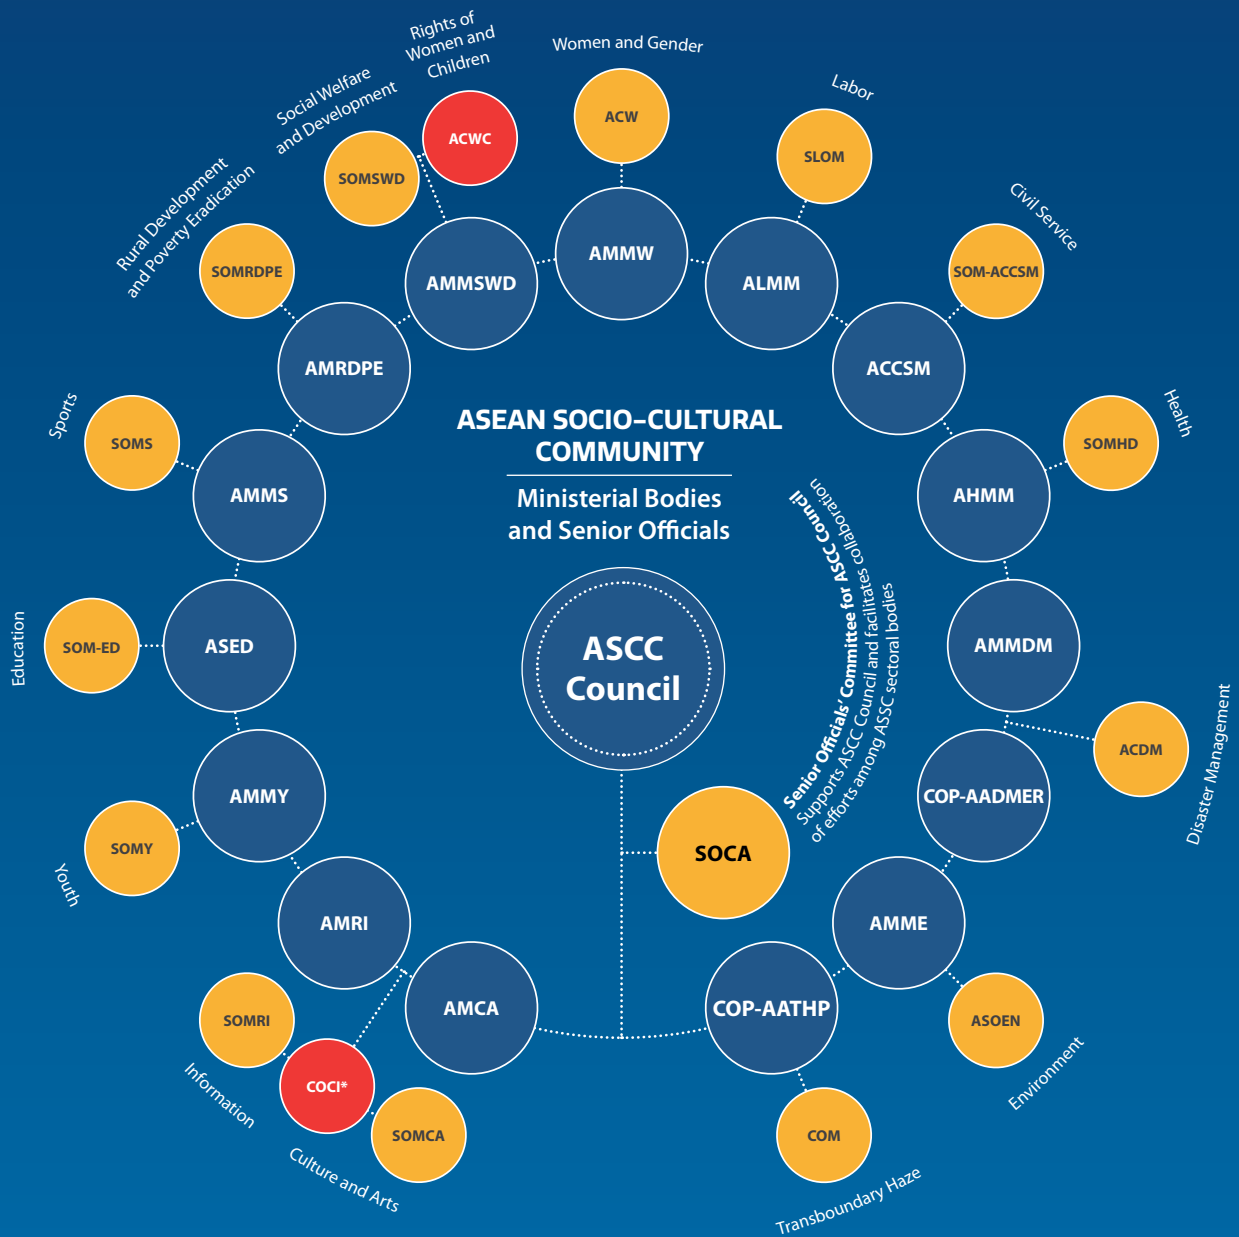 Rights of
Women and
Children
Women and Gender
Social Welfare
and Development
Labor
ACWC
ACW
SLOM
SOMSWD
Rural Development
and Poverty Eradication
Civil Service
SOMRDPE
AMMSWD
AMMW
ALMM
SOM-ACCSM
AMRDPE
ACCSM
Sports
SOMS
Health
SOMHD
ASEAN SOCIO-CULTURAL
COMMUNITY
Ministerial Bodies
and Senior Officials
AMMS
AHMM
Senior Officials' Committee for ASCC Council
Supports ASCC Council and facilitates collaboration
of efforts among ASSC sectoral bodies
Education
SOM-ED
ASED
ASCC
Council
AMMDM
ACDM
Disaster Management
AMMY
COP-AADMER
SOMY
Youth
SOCA
AMRI
AMME
SOMRI
AMCA
COP-AATHP
ASOEN
Information
COCI*
Environment
SOMCA
COM
Culture and Arts
Transboundary Haze